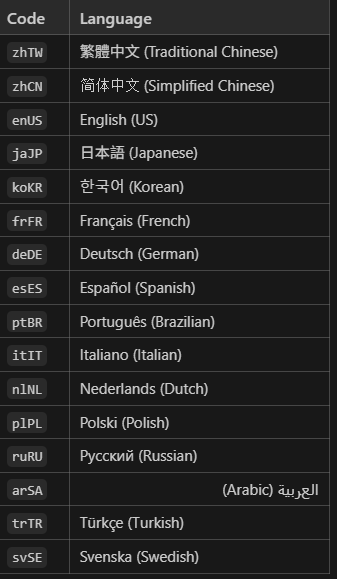 Code Language
zhTW 繁體中文 (Traditional Chinese)
zhCN 简体中文 (Simplified Chinese)
enUS English (US)
jaJP 日本語 (Japanese)
koKR 한국어 (Korean)
frFR Français (French)
deDE Deutsch (German)
esES Español (Spanish)
ptBR Português (Brazilian)
itIT Italiano (Italian)
nlNL Nederlands (Dutch)
plPL Polski (Polish)
ruRU Русский (Russian)
arSA العربية (Arabic)
trTR Türkçe (Turkish)
svSE Svenska (Swedish)